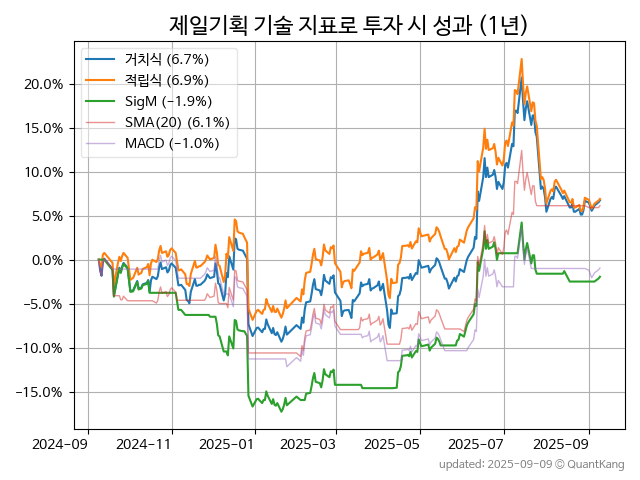 제일기획 기술 지표로 투자 시 성과 (1년)
거치식 (6.7%)
적립식 (6.9%)
SigM (−1.9%)
SMA(20) (6.1%)
MACD (−1.0%)
20.0%
15.0%
10.0%
5.0%
0.0%
−5.0%
−10.0%
−15.0%
2024-09 2024-11 2025-01 2025-03 2025-05 2025-07 2025-09
updated: 2025-09-09 © QuantKang